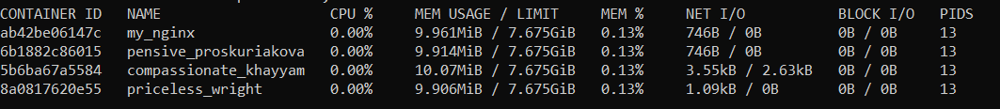 CONTAINER ID NAME CPU % MEM USAGE / LIMIT MEM % NET I/O BLOCK I/O PIDS
ab42be06147c my_nginx 0.00% 9.961MiB / 7.675GiB 0.13% 746B / 0B 0B / 0B 13
6b1882c86015 pensive_proskuriakova 0.00% 9.914MiB / 7.675GiB 0.13% 746B / 0B 0B / 0B 13
5b6ba67a5584 compassionate_khayyam 0.00% 10.07MiB / 7.675GiB 0.13% 3.55kB / 2.63kB 0B / 0B 13
8a0817620e55 priceless_wright 0.00% 9.906MiB / 7.675GiB 0.13% 1.09kB / 0B 0B / 0B 13